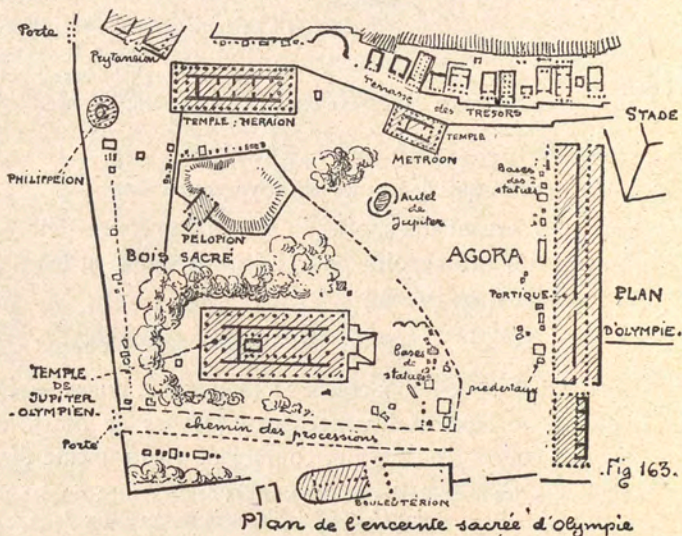 Porte
Prytaneion
TEMPLE : HERAION
Terrasse des TRESORS
STADE
TEMPLE
METROON
PHILIPPEION
Bases
des
statues
Autel
de
Jupiter
PELOPION
BOIS SACRÉ
AGORA
PORTIQUE
PLAN
D'OLYMPIE.
TEMPLE
DE
JUPITER
OLYMPIEN.
bases
de
statues
piedestaux
chemin des processions
Porte
BOULEUTÉRION
Fig 163.
Plan de l'enceinte sacrée d'Olympie